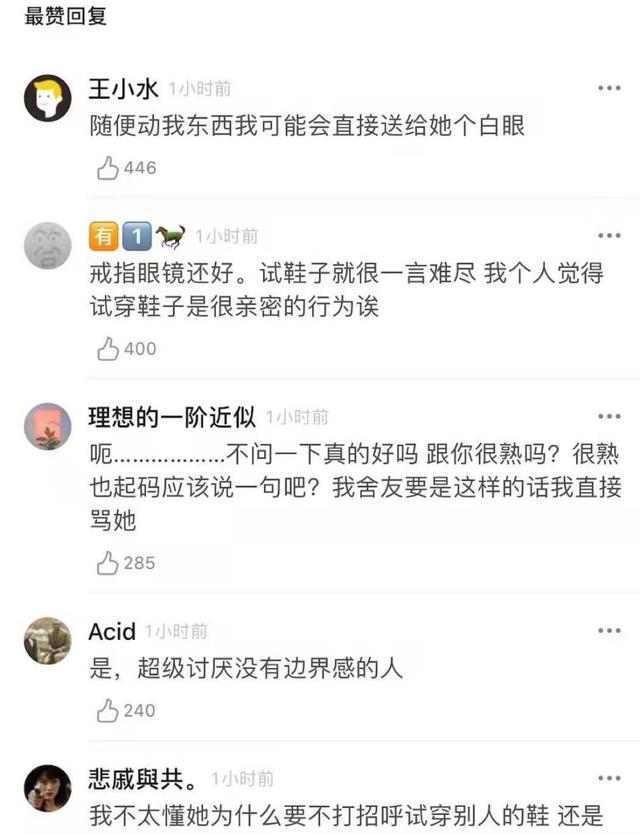 最赞回复
王小水 1小时前
随便动我东西我可能会直接送给她个白眼
446
🈶1️⃣🐎 1小时前
戒指眼镜还好。试鞋子就很一言难尽 我个人觉得
试穿鞋子是很亲密的行为诶
400
理想的一阶近似 1小时前
呃………………不问一下真的好吗 跟你很熟吗？很熟
也起码应该说一句吧？我舍友要是这样的话我直接
骂她
285
Acid 1小时前
是，超级讨厌没有边界感的人
240
悲戚與共。 1小时前
我不太懂她为什么要不打招呼试穿别人的鞋 还是